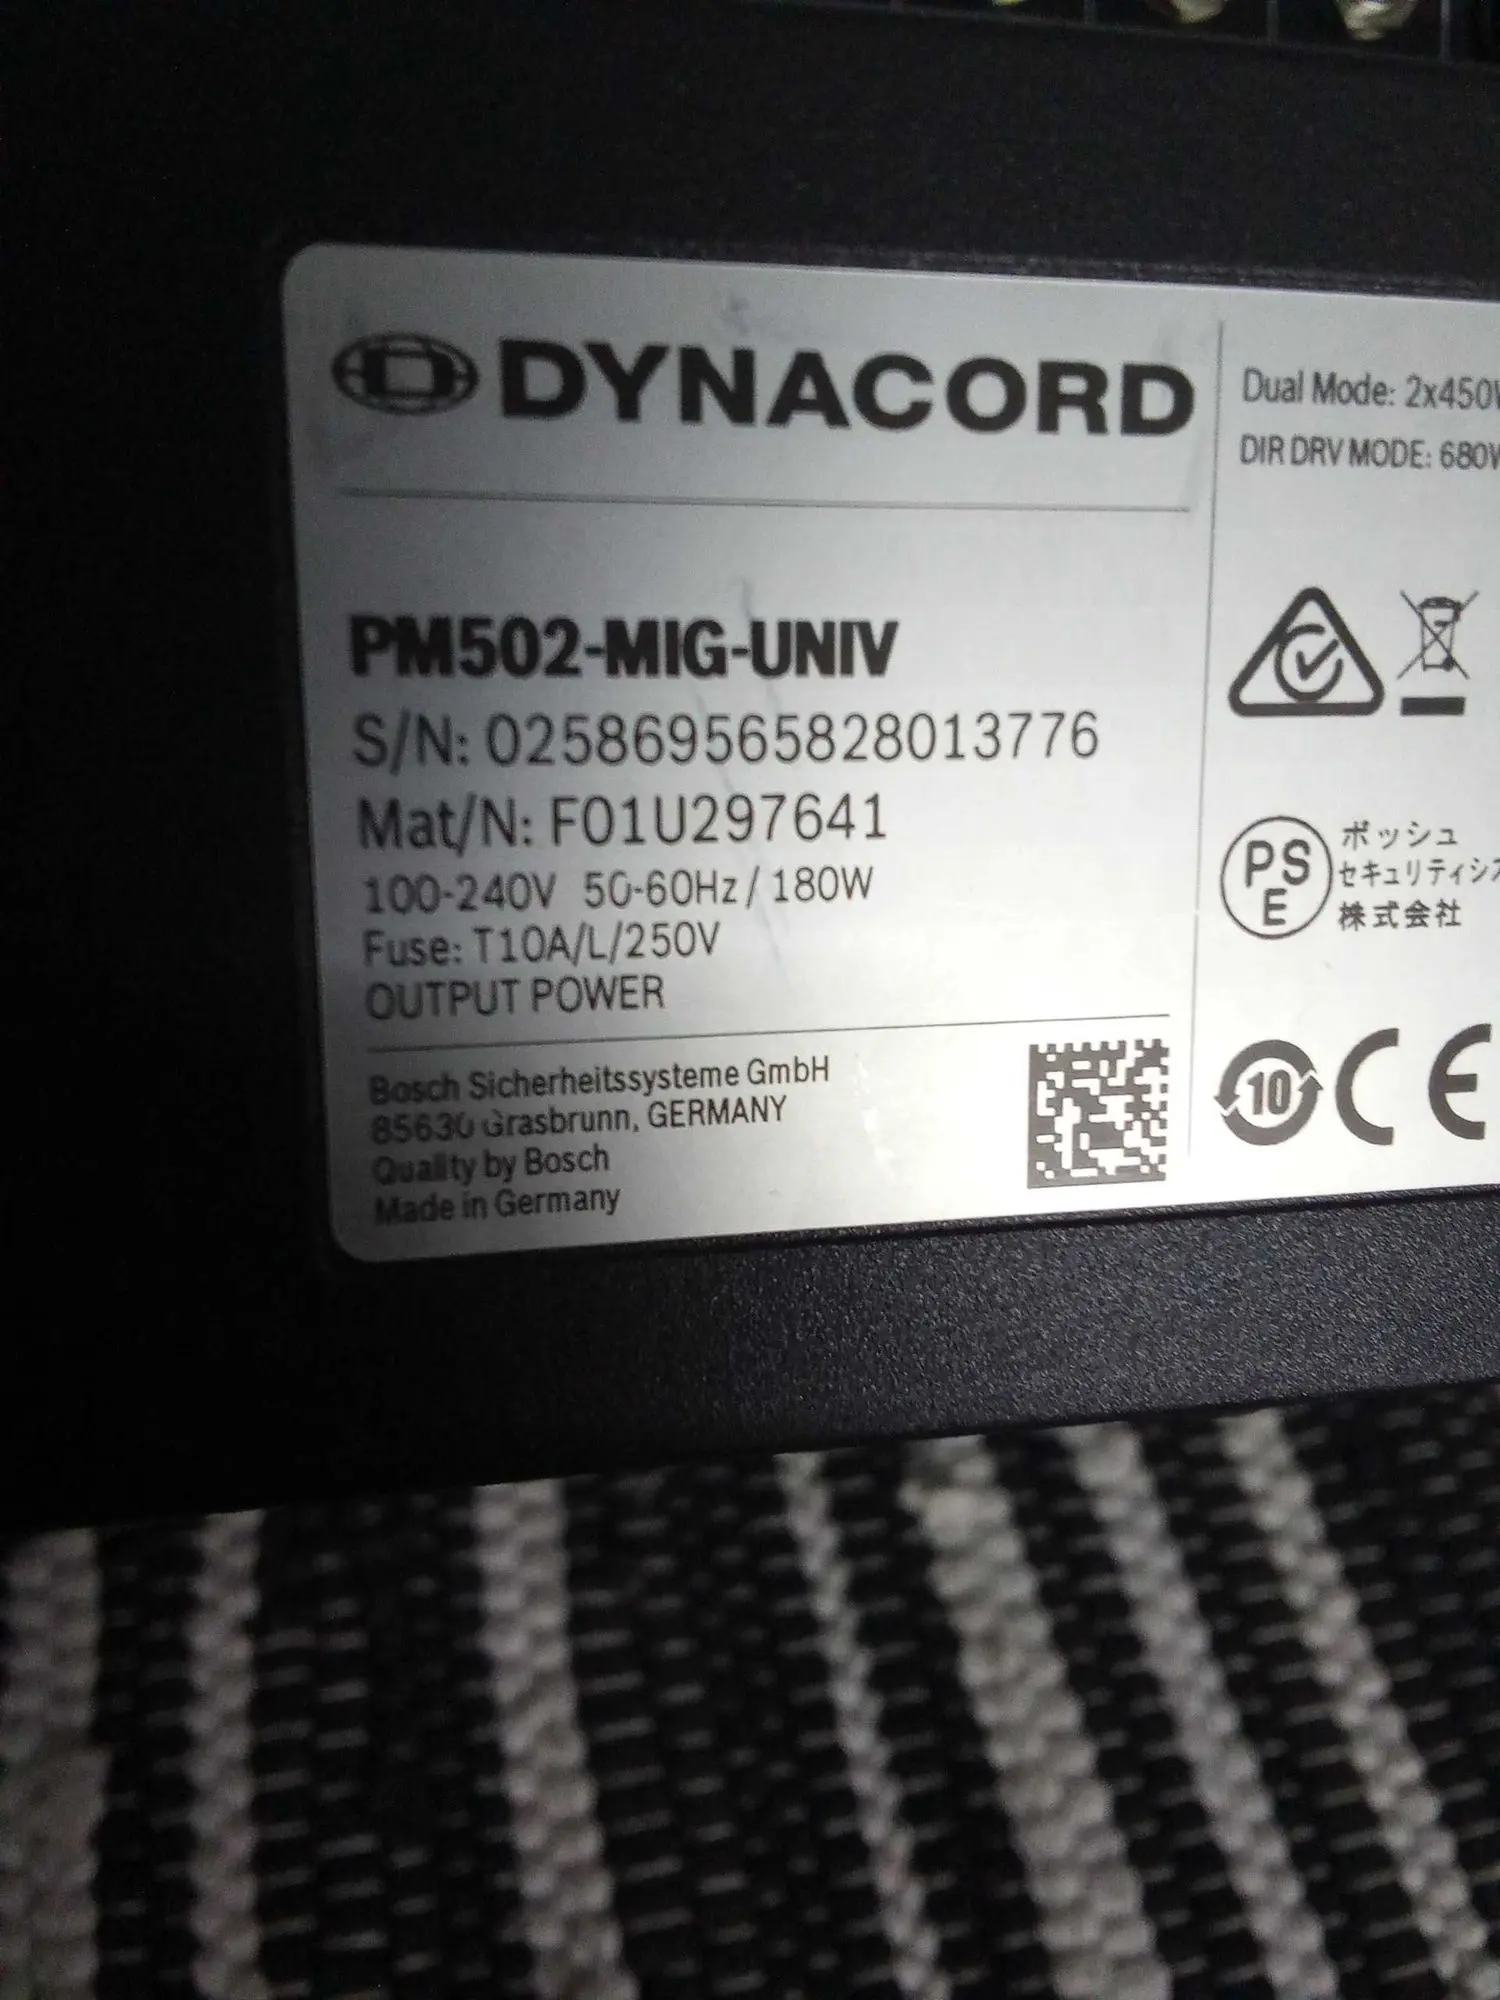 DYNACORD
PM502-MIG-UNIV
S/N: 025869565828013776
Mat/N: F01U297641
100-240V 50-60Hz / 180W
Fuse: T10A/L/250V
OUTPUT POWER
Bosch Sicherheitssysteme GmbH
85630 Grasbrunn, GERMANY
Quality by Bosch
Made in Germany
Dual Mode: 2x450W
DIR DRV MODE: 680W
PS
E
ボッシュ
セキュリティシス
株式会社
10
CE